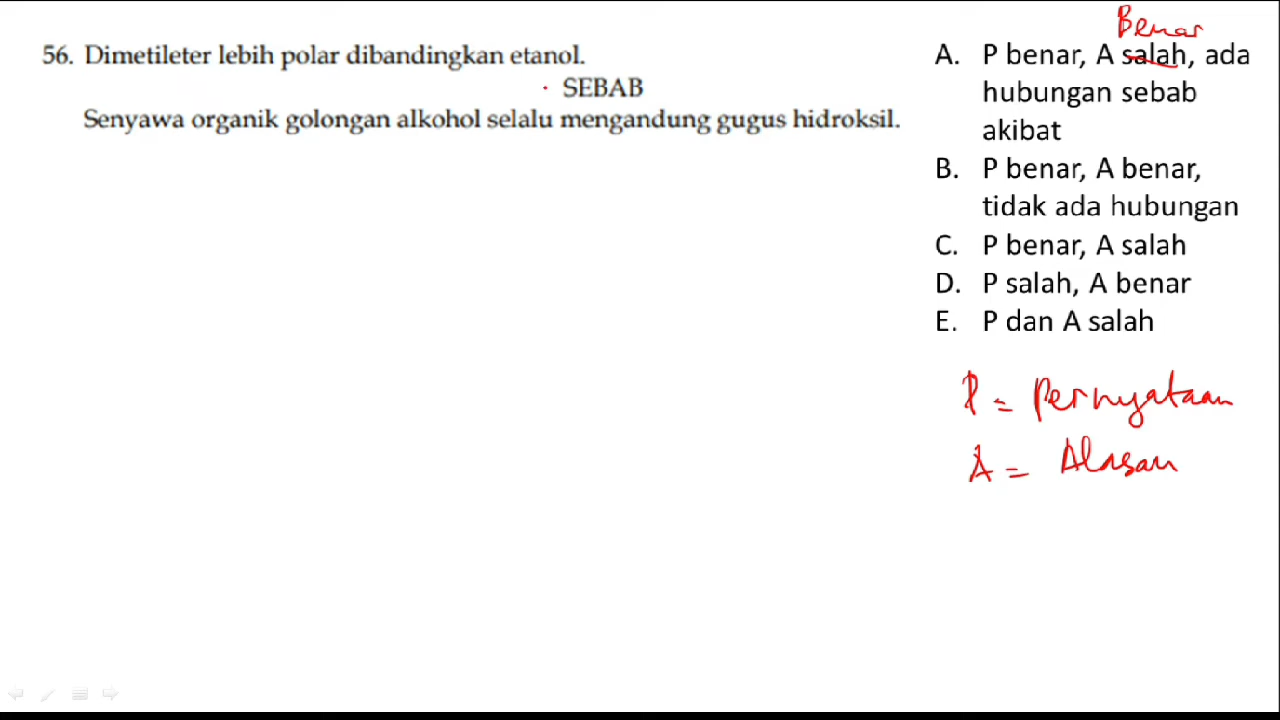 56. Dimetileter lebih polar dibandingkan etanol.
SEBAB
Senyawa organik golongan alkohol selalu mengandung gugus hidroksil.
Benar
A. P benar, A salah, ada
hubungan sebab
akibat
B. P benar, A benar,
tidak ada hubungan
C. P benar, A salah
D. P salah, A benar
E. P dan A salah
P = Pernyataan
A = Alasan